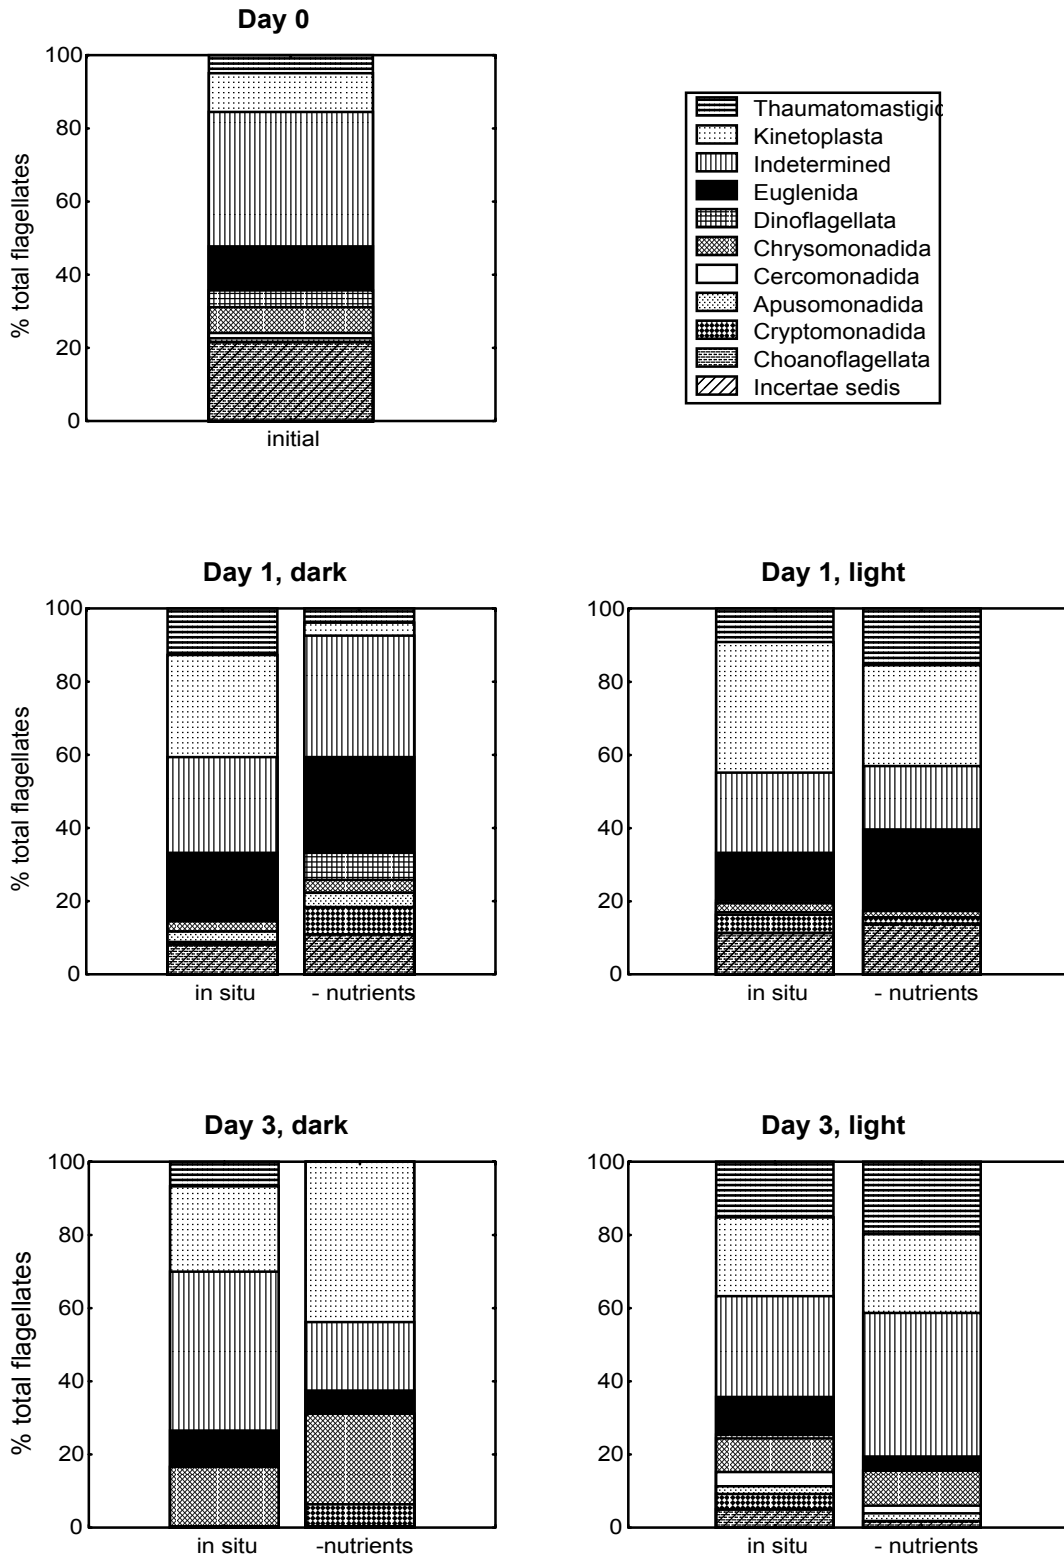 Day 0
100
80
60
40
20
0
% total flagellates
initial
Thaumatomastigic
Kinetoplasta
Indetermined
Euglenida
Dinoflagellata
Chrysomonadida
Cercomonadida
Apusomonadida
Cryptomonadida
Choanoflagellata
Incertae sedis
Day 1, dark
100
80
60
40
20
0
% total flagellates
in situ
- nutrients
Day 1, light
100
80
60
40
20
0
in situ
- nutrients
Day 3, dark
100
80
60
40
20
0
% total flagellates
in situ
-nutrients
Day 3, light
100
80
60
40
20
0
in situ
- nutrients